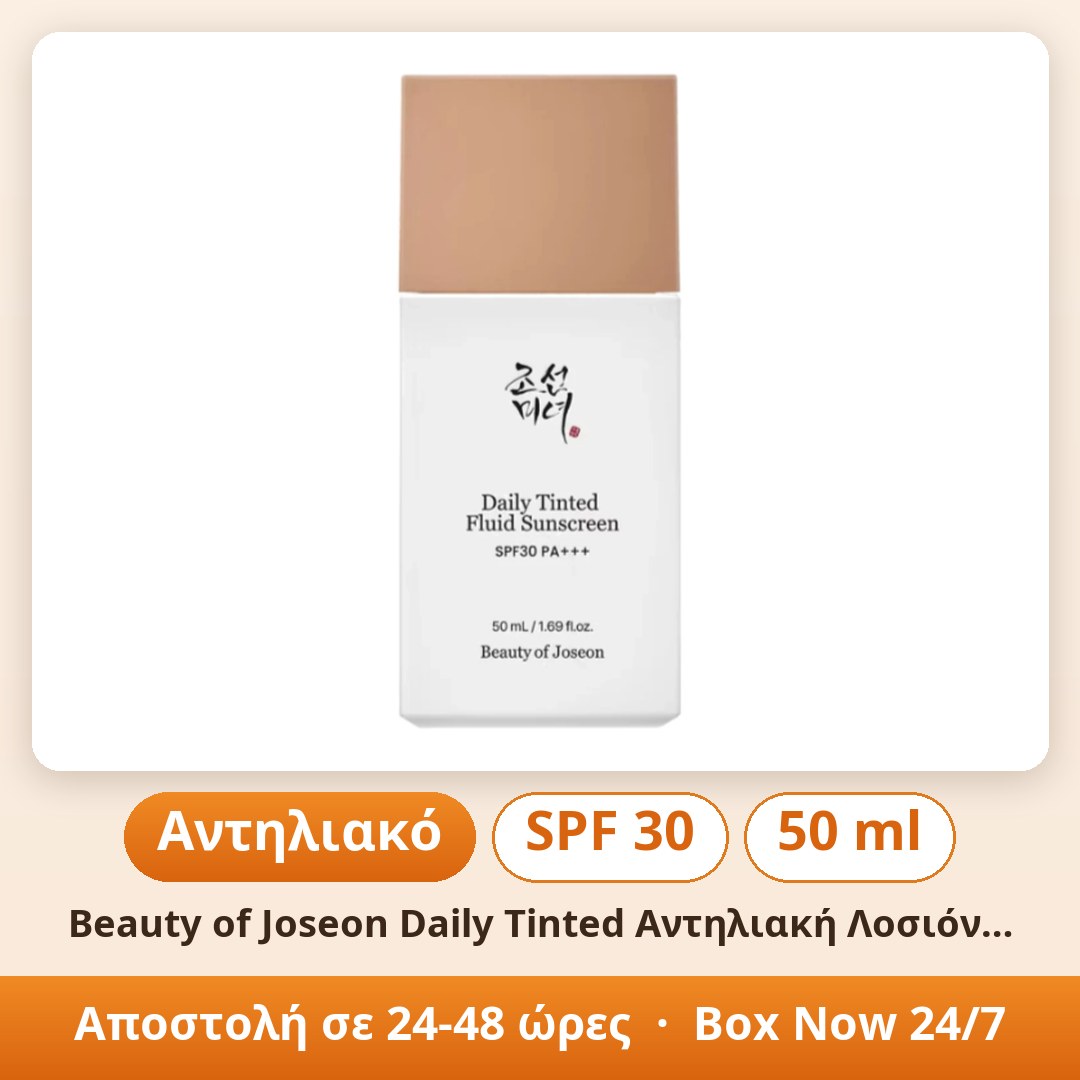 조선
미녀
Daily Tinted
Fluid Sunscreen
SPF30 PA+++
50 mL / 1.69 fl.oz.
Beauty of Joseon
Αντηλιακό
SPF 30
50 ml
Beauty of Joseon Daily Tinted Αντηλιακή Λοσιόν...
Αποστολή σε 24-48 ώρες · Box Now 24/7